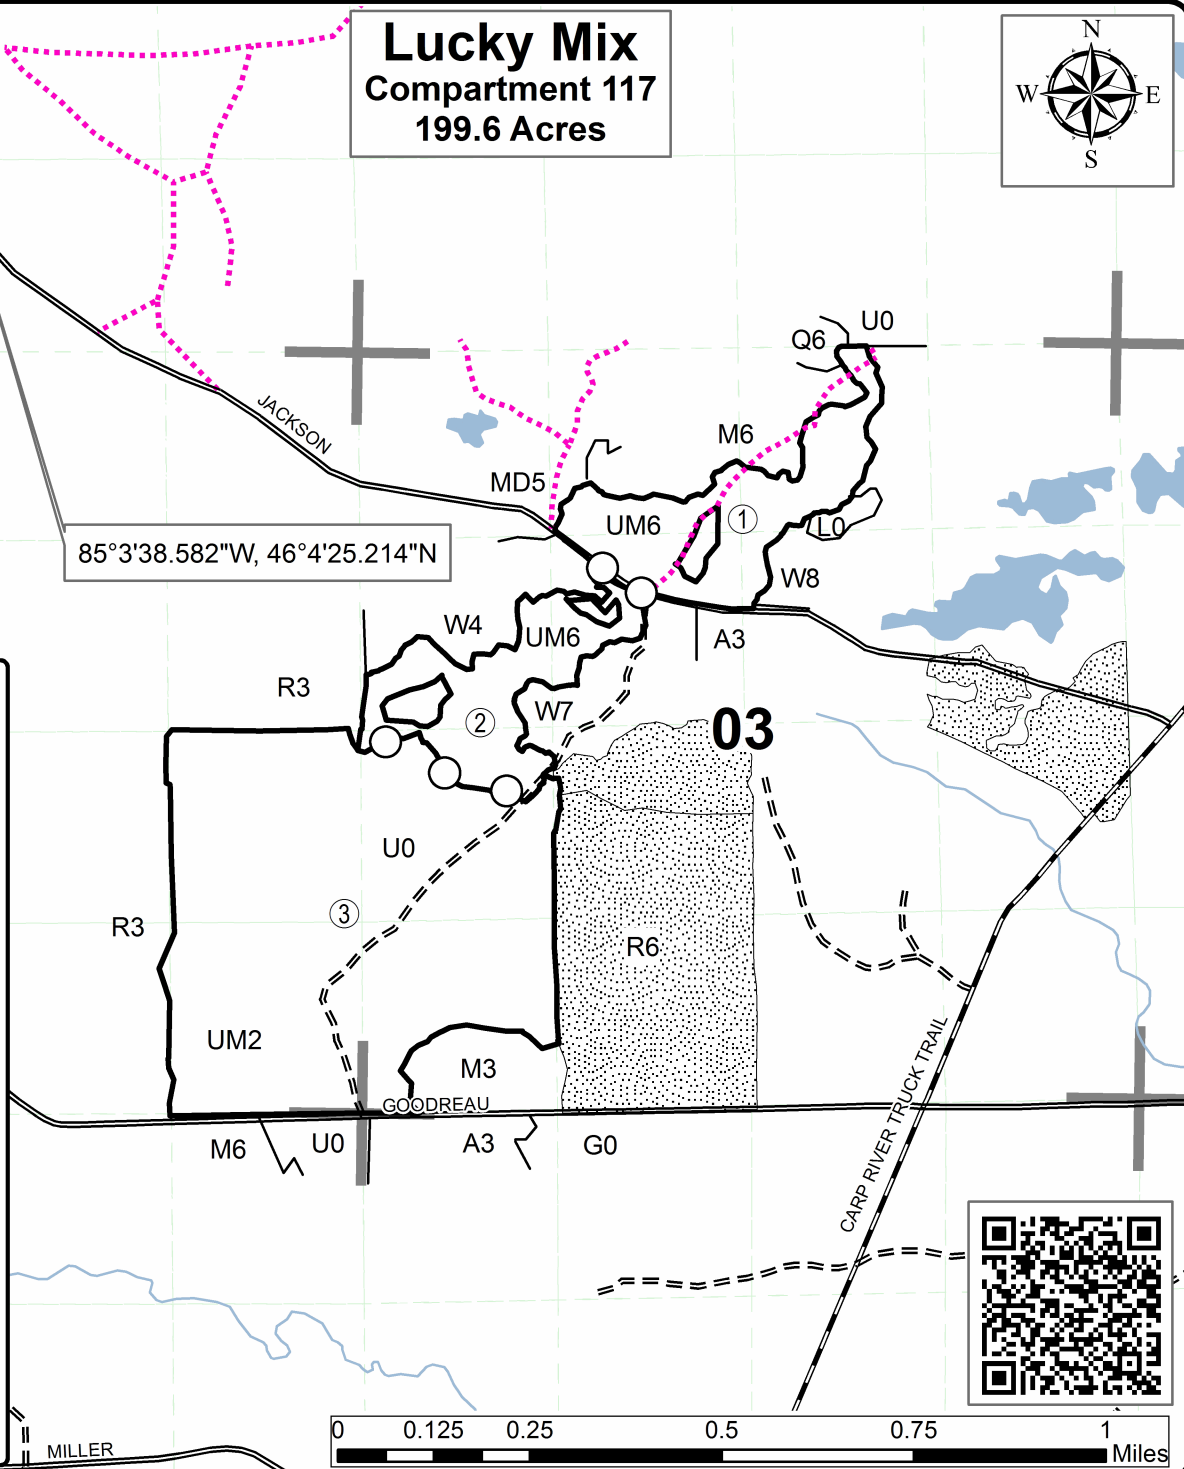 Lucky Mix
Compartment 117
199.6 Acres
N
W
E
S
U0
Q6
JACKSON
M6
MD5
UM6
1
L0
85°3'38.582"W, 46°4'25.214"N
W8
W4
UM6
A3
R3
2
W7
03
U0
3
R3
R6
UM2
M3
GOODREAU
CARP RIVER TRUCK TRAIL
M6
U0
A3
G0
0
0.125
0.25
0.5
0.75
1
Miles
MILLER